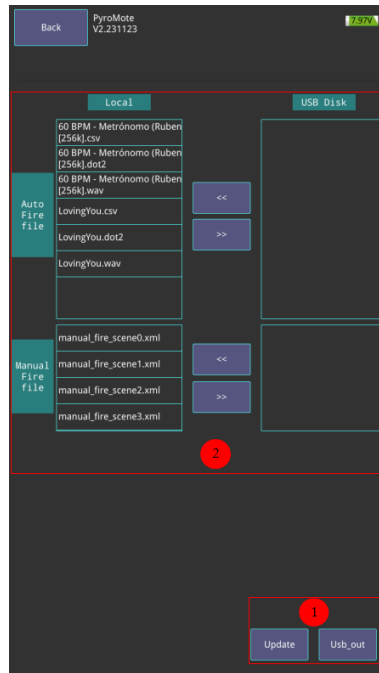 Back
PyroMote
V2.231123
7.97V
Local
USB Disk
Auto
Fire
file
60 BPM - Metrónomo (Ruben
[256k].csv
60 BPM - Metrónomo (Ruben
[256k].dot2
60 BPM - Metrónomo (Ruben
[256k].wav
LovingYou.csv
LovingYou.dot2
LovingYou.wav
<<
>>
Manual
Fire
file
manual_fire_scene0.xml
manual_fire_scene1.xml
manual_fire_scene2.xml
manual_fire_scene3.xml
<<
>>
2
1
Update
Usb_out